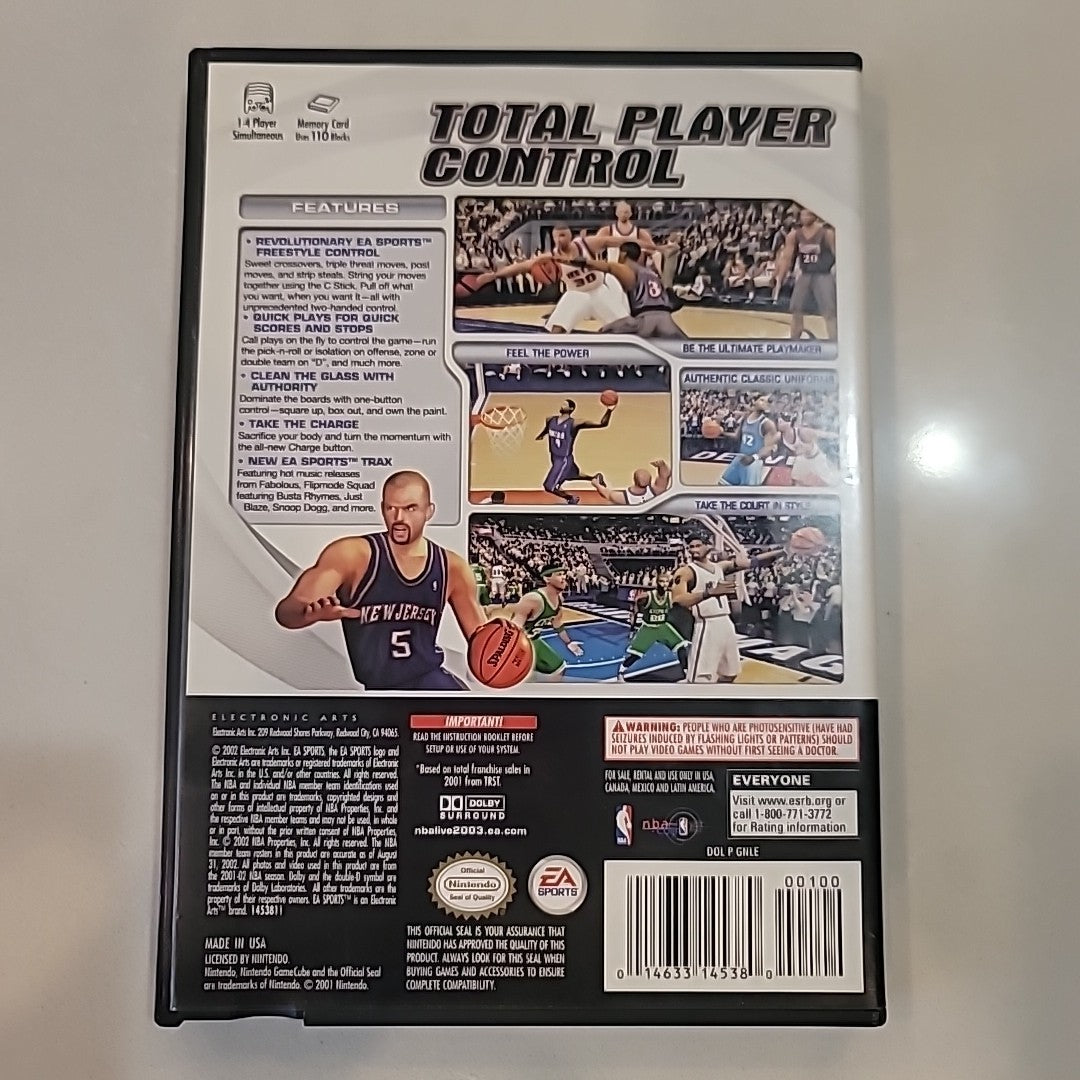 1-4 Player
Simultaneous
Memory Card
Uses 110 Blocks
TOTAL PLAYER
CONTROL
FEATURES
• REVOLUTIONARY EA SPORTS™
FREESTYLE CONTROL
Sweet crossovers, triple threat moves, post
moves, and strip steals. String your moves
together using the C Stick. Pull off what
you want, when you want it—all with
unprecedented two-handed control.
• QUICK PLAYS FOR QUICK
SCORES AND STOPS
Call plays on the fly to control the game—run
the pick-n-roll or isolation on offense, zone or
double team on "D", and much more.
• CLEAN THE GLASS WITH
AUTHORITY
Dominate the boards with one-button
control—square up, box out, and own the paint.
• TAKE THE CHARGE
Sacrifice your body and turn the momentum with
the all-new Charge button.
• NEW EA SPORTS™ TRAX
Featuring hot music releases
from Fabolous, Flipmode Squad
featuring Busta Rhymes, Just
Blaze, Snoop Dogg, and more.
30
3
20
BE THE ULTIMATE PLAYMAKER
FEEL THE POWER
AUTHENTIC CLASSIC UNIFORMS
12
TAKE THE COURT IN STYLE
NEW JERSEY
5
SPALDING
ELECTRONIC ARTS
Electronic Arts Inc. 209 Redwood Shores Parkway, Redwood City, CA 94065.
© 2002 Electronic Arts Inc. EA SPORTS, the EA SPORTS logo and
Electronic Arts are trademarks or registered trademarks of Electronic
Arts Inc. in the U.S. and/or other countries. All rights reserved.
The NBA and individual NBA member team identifications used
on or in this product are trademarks, copyrighted designs and
other forms of intellectual property of NBA Properties, Inc. and
the respective NBA member teams and may not be used, in whole
or in part, without the prior written consent of NBA Properties,
Inc. © 2002 NBA Properties, Inc. All rights reserved. The NBA
member team rosters in this product are accurate as of August
31, 2002. All photos and video used in this product are from
the 2001-02 NBA season. Dolby and the double-D symbol are
trademarks of Dolby Laboratories. All other trademarks are the
property of their respective owners. EA SPORTS™ is an Electronic
Arts™ brand. 1453811
MADE IN USA
LICENSED BY NINTENDO.
Nintendo, Nintendo GameCube and the Official Seal
are trademarks of Nintendo. © 2001 Nintendo.
IMPORTANT!
READ THE INSTRUCTION BOOKLET BEFORE
SETUP OR USE OF YOUR SYSTEM.
*Based on total franchise sales in
2001 from TRST.
DOLBY
SURROUND
nbalive2003.ea.com
Official
Nintendo
Seal of Quality
EA
SPORTS
THIS OFFICIAL SEAL IS YOUR ASSURANCE THAT
NINTENDO HAS APPROVED THE QUALITY OF THIS
PRODUCT. ALWAYS LOOK FOR THIS SEAL WHEN
BUYING GAMES AND ACCESSORIES TO ENSURE
COMPLETE COMPATIBILITY.
WARNING: PEOPLE WHO ARE PHOTOSENSITIVE (HAVE HAD
SEIZURES INDUCED BY FLASHING LIGHTS OR PATTERNS) SHOULD
NOT PLAY VIDEO GAMES WITHOUT FIRST SEEING A DOCTOR.
FOR SALE, RENTAL AND USE ONLY IN USA,
CANADA, MEXICO AND LATIN AMERICA.
NBA
nba
EVERYONE
Visit www.esrb.org or
call 1-800-771-3772
for Rating information
DOL P GNLE
00100
0 14633 14538 0